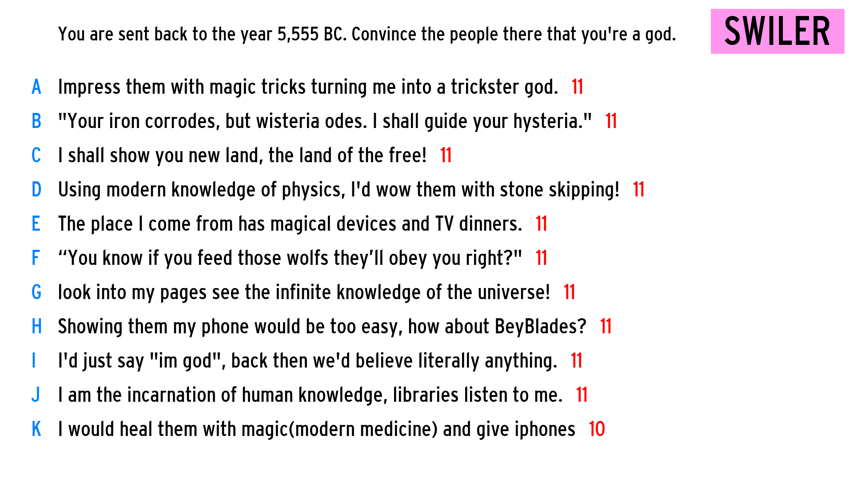 You are sent back to the year 5,555 BC. Convince the people there that you're a god.
SWILER
A Impress them with magic tricks turning me into a trickster god. 11
B "Your iron corrodes, but wisteria odes. I shall guide your hysteria." 11
C I shall show you new land, the land of the free! 11
D Using modern knowledge of physics, I'd wow them with stone skipping! 11
E The place I come from has magical devices and TV dinners. 11
F “You know if you feed those wolfs they’ll obey you right?" 11
G look into my pages see the infinite knowledge of the universe! 11
H Showing them my phone would be too easy, how about BeyBlades? 11
I I'd just say "im god", back then we'd believe literally anything. 11
J I am the incarnation of human knowledge, libraries listen to me. 11
K I would heal them with magic(modern medicine) and give iphones 10